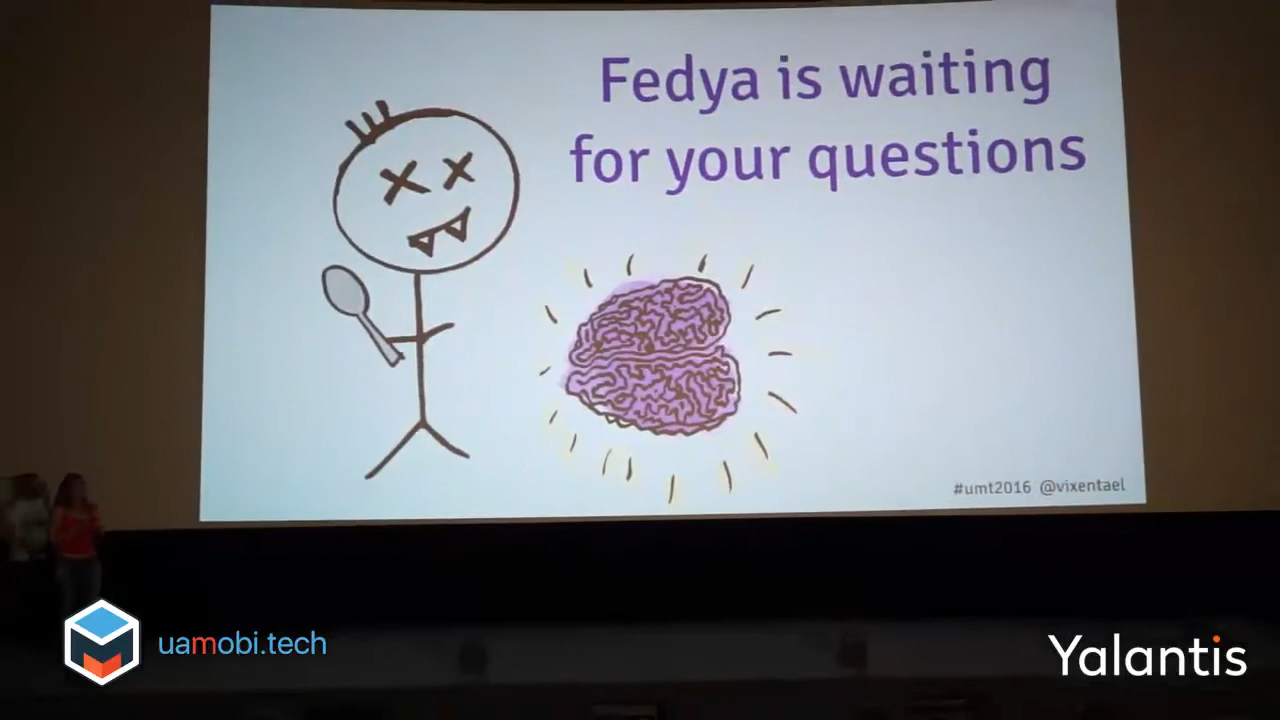 Fedya is waiting
for your questions
#umt2016 @vixentael
uamobi.tech
Yalantis